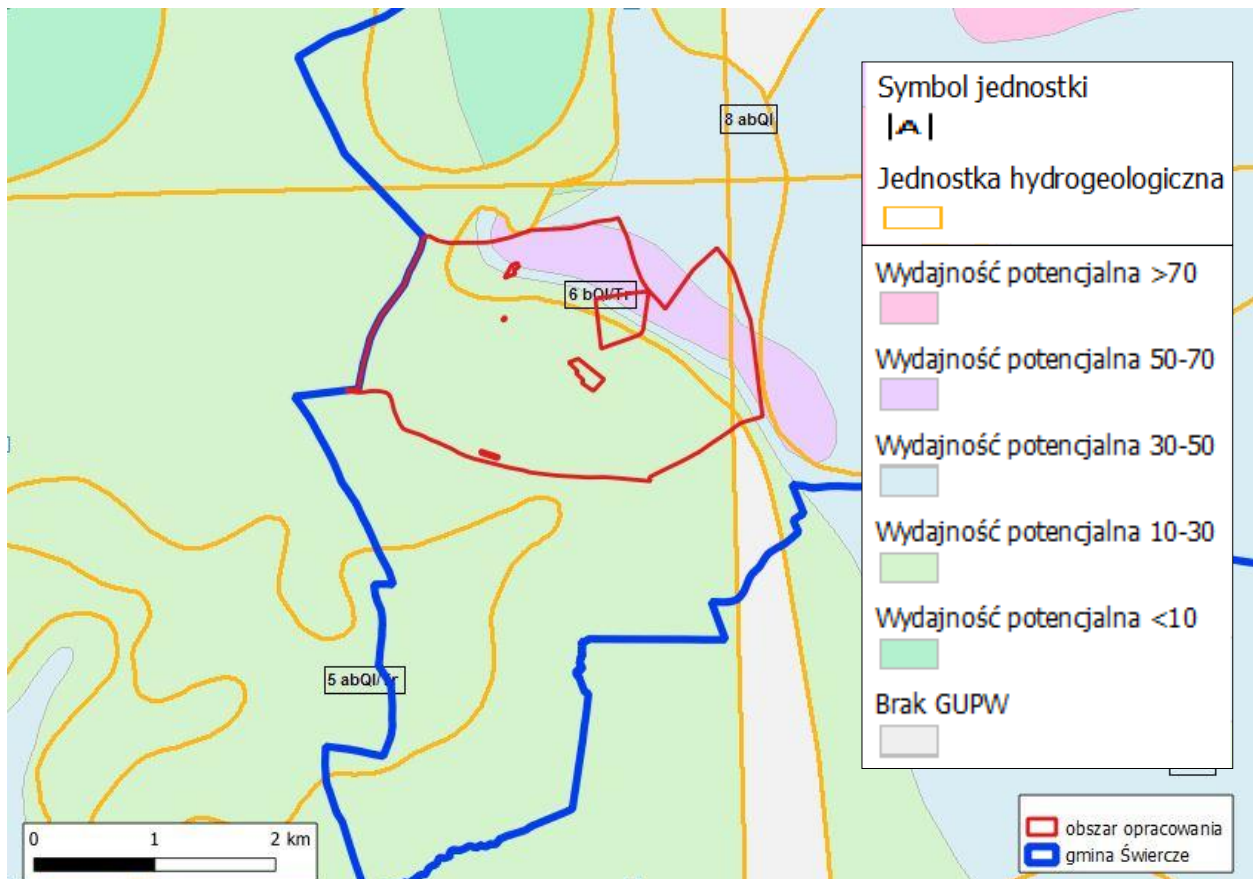 8 abQI
6 bQI/Tr
5 abQI/Tr
Symbol jednostki
|A|
Jednostka hydrogeologiczna
Wydajność potencjalna >70
Wydajność potencjalna 50-70
Wydajność potencjalna 30-50
Wydajność potencjalna 10-30
Wydajność potencjalna <10
Brak GUPW
0 1 2 km
obszar opracowania
gmina Świercze